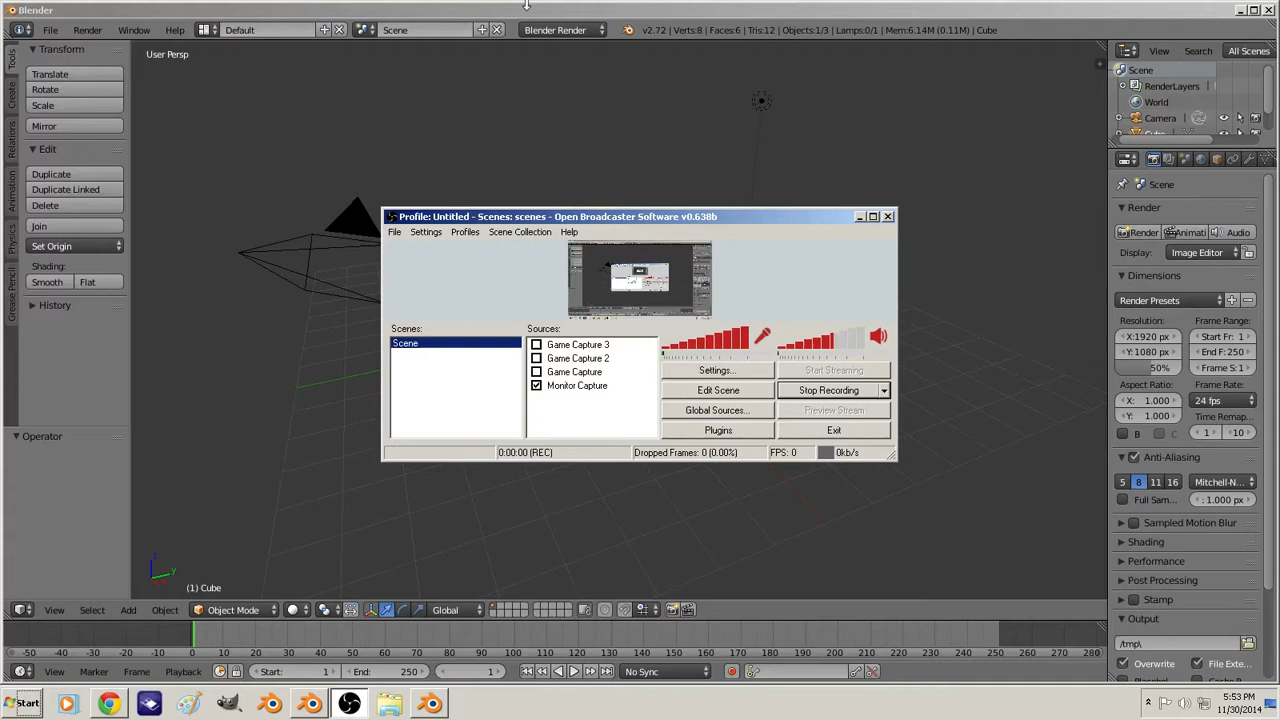 Blender
File Render Window Help Default Scene Blender Render v2.72 | Verts:8 | Faces:6 | Tris:12 | Objects:1/3 | Lamps:0/1 | Mem:6.14M (0.11M) | Cube
View Search All Scenes
Tools
Create
Relations
Animation
Physics
Grease Pencil
Transform
Translate
Rotate
Scale
Mirror
Edit
Duplicate
Duplicate Linked
Delete
Join
Set Origin
Shading:
Smooth Flat
History
Operator
User Persp
(1) Cube
Profile: Untitled - Scenes: scenes - Open Broadcaster Software v0.638b
File Settings Profiles Scene Collection Help
Scenes: Sources:
Scene
Game Capture 3
Game Capture 2
Game Capture
Monitor Capture
Settings... Start Streaming
Edit Scene Stop Recording
Global Sources... Preview Stream
Plugins Exit
0:00:00 (REC) Dropped Frames: 0 (0.00%) FPS: 0 0kb/s
Scene
RenderLayers
World
Camera
Cube
Scene
Render
Render Animati Audio
Display: Image Editor
Dimensions
Render Presets
Resolution: Frame Range:
X:1920 px Start Fr: 1
Y: 1080 px End F: 250
50% Frame S: 1
Aspect Ratio: Frame Rate:
X: 1.000 24 fps
Y: 1.000 Time Remap...
B C 1 10
Anti-Aliasing
5 8 11 16 Mitchell-N...
Full Sam... : 1.000 px
Sampled Motion Blur
Shading
Performance
Post Processing
Stamp
Output
/tmp\
Overwrite File Exte...
View Select Add Object Object Mode Global
-40 -30 -20 -10 0 10 20 30 40 50 60 70 80 90 100 110 120 130 140 150 160 170 180 190 200 210 220 230 240 250 260 270 280
View Marker Frame Playback Start: 1 End: 250 1 No Sync
Start
5:53 PM
11/30/2014